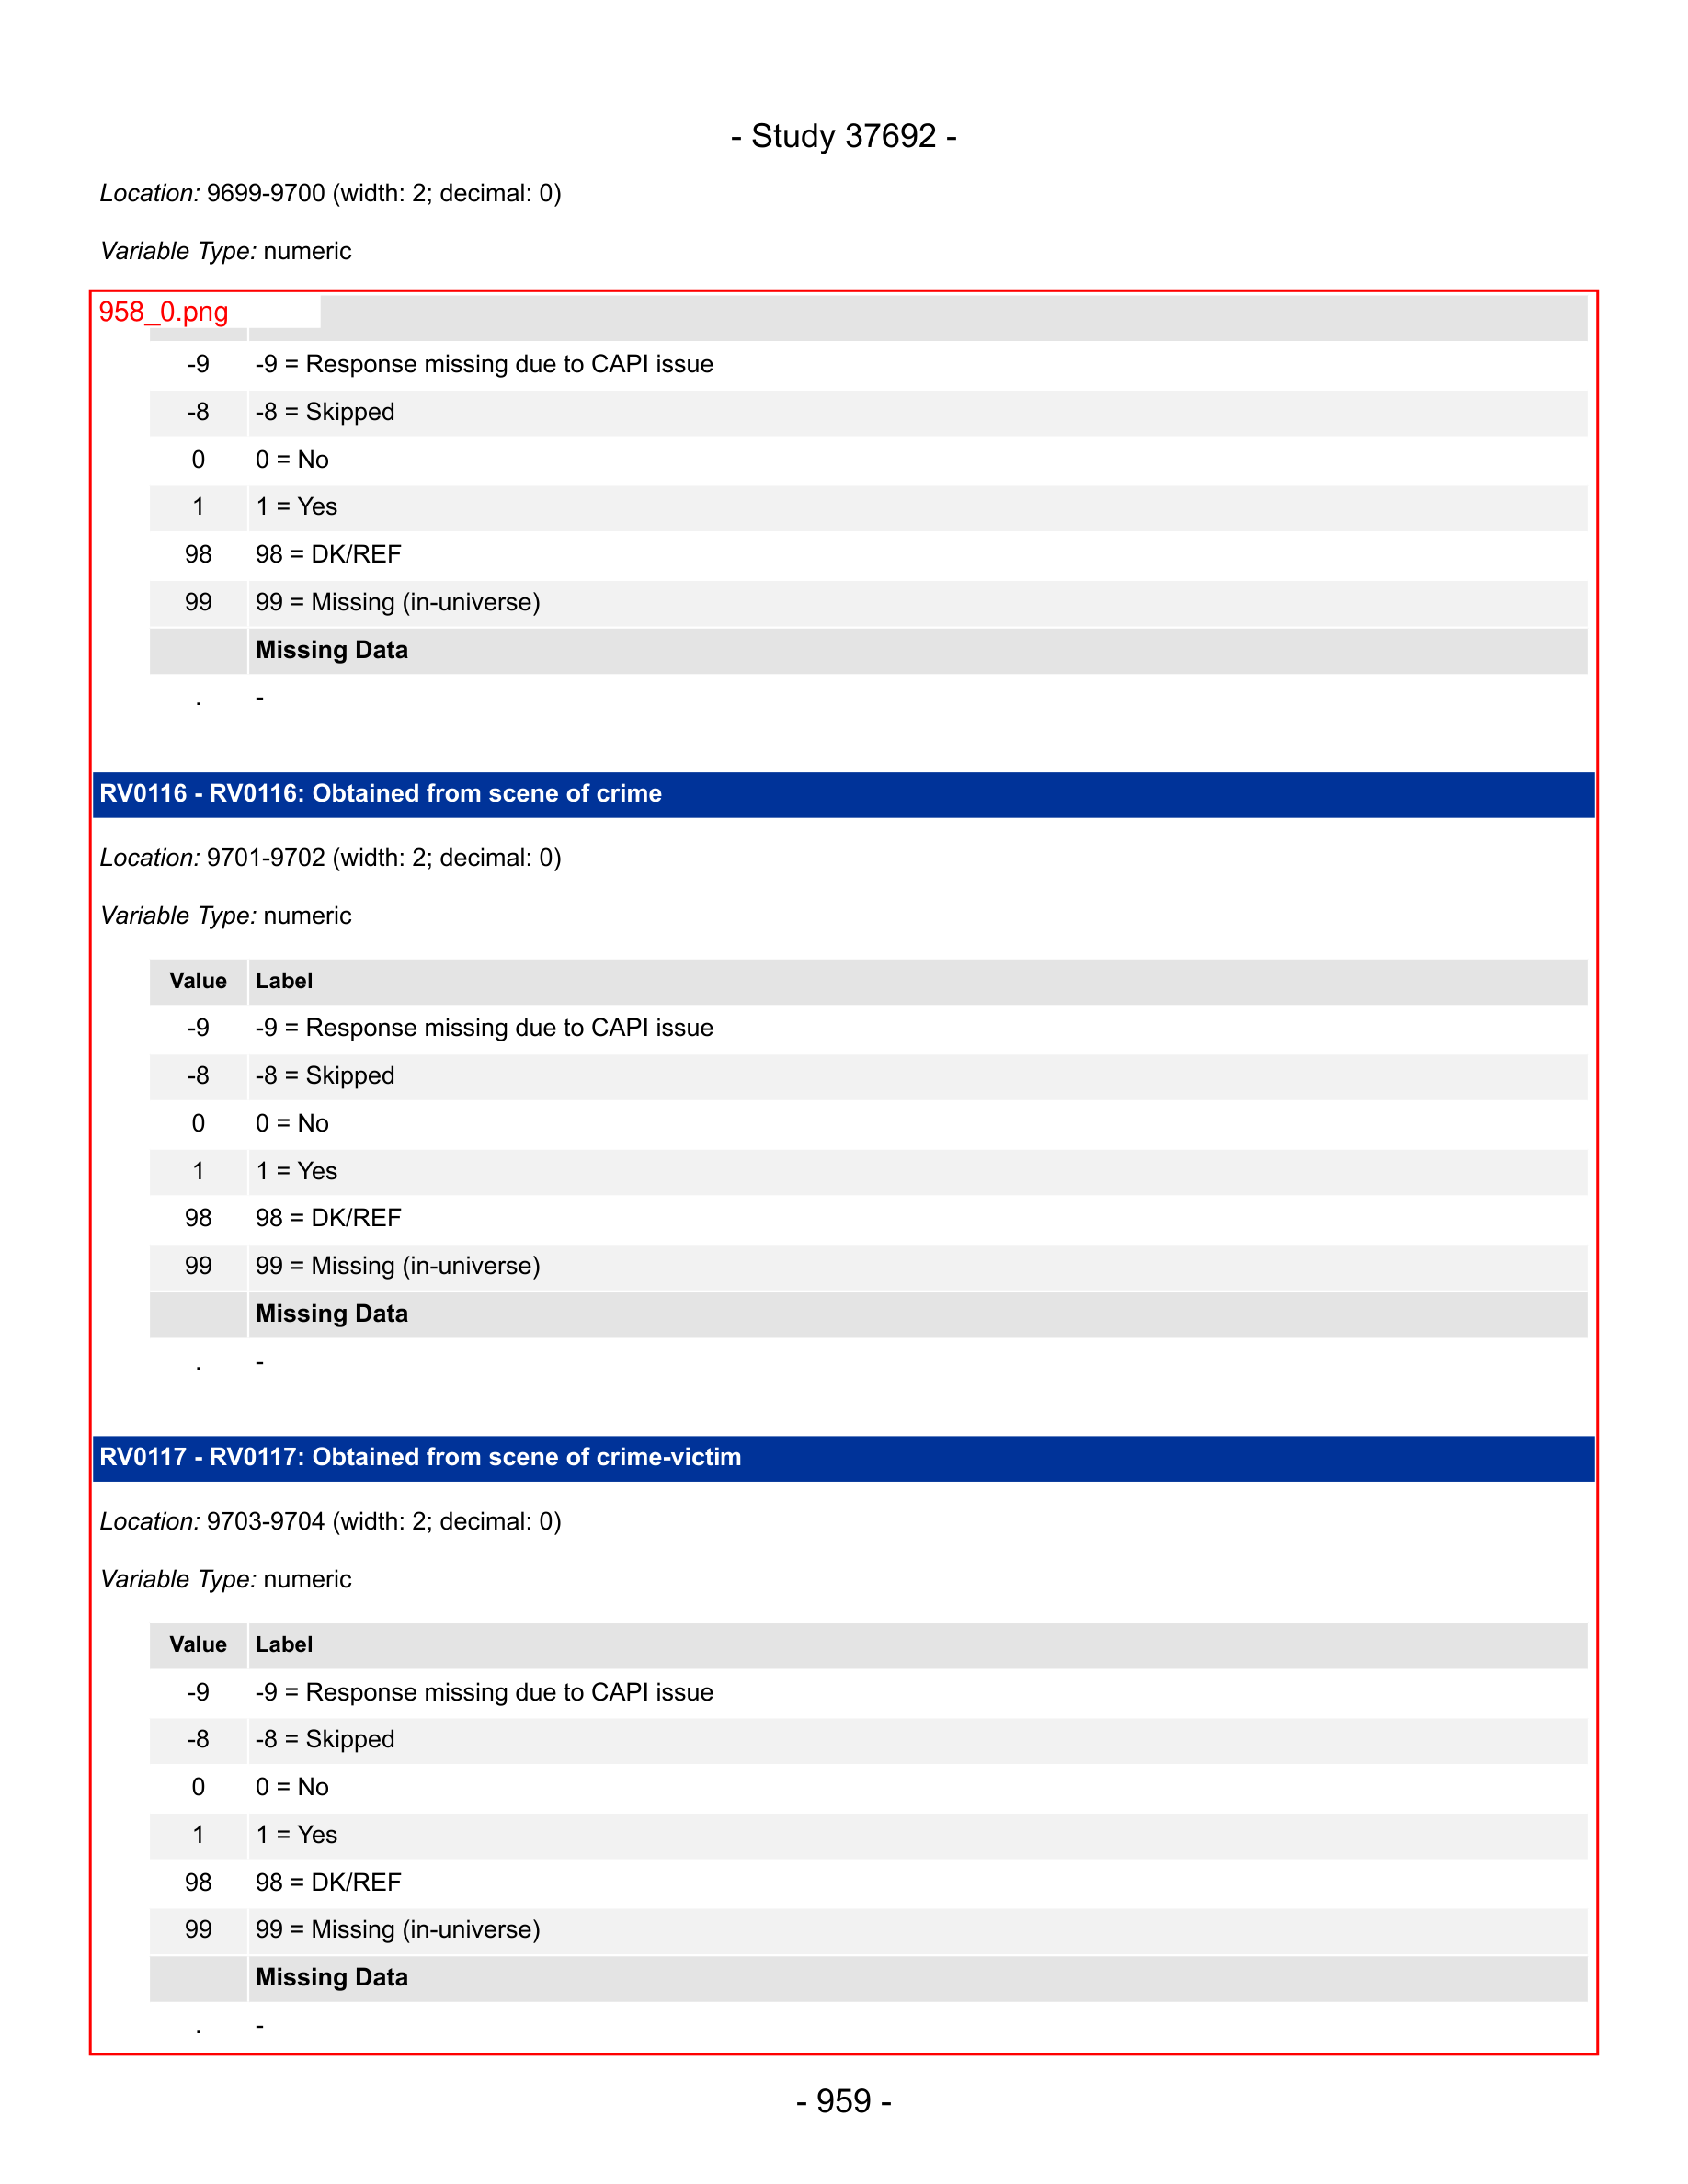 - Study 37692 -
Location: 9699-9700 (width: 2; decimal: 0)
Variable Type: numeric
958_0.png
-9 -9 = Response missing due to CAPI issue
-8 -8 = Skipped
0 0 = No
1 1 = Yes
98 98 = DK/REF
99 99 = Missing (in-universe)
Missing Data
. -
RV0116 - RV0116: Obtained from scene of crime
Location: 9701-9702 (width: 2; decimal: 0)
Variable Type: numeric
Value Label
-9 -9 = Response missing due to CAPI issue
-8 -8 = Skipped
0 0 = No
1 1 = Yes
98 98 = DK/REF
99 99 = Missing (in-universe)
Missing Data
. -
RV0117 - RV0117: Obtained from scene of crime-victim
Location: 9703-9704 (width: 2; decimal: 0)
Variable Type: numeric
Value Label
-9 -9 = Response missing due to CAPI issue
-8 -8 = Skipped
0 0 = No
1 1 = Yes
98 98 = DK/REF
99 99 = Missing (in-universe)
Missing Data
. -
- 959 -